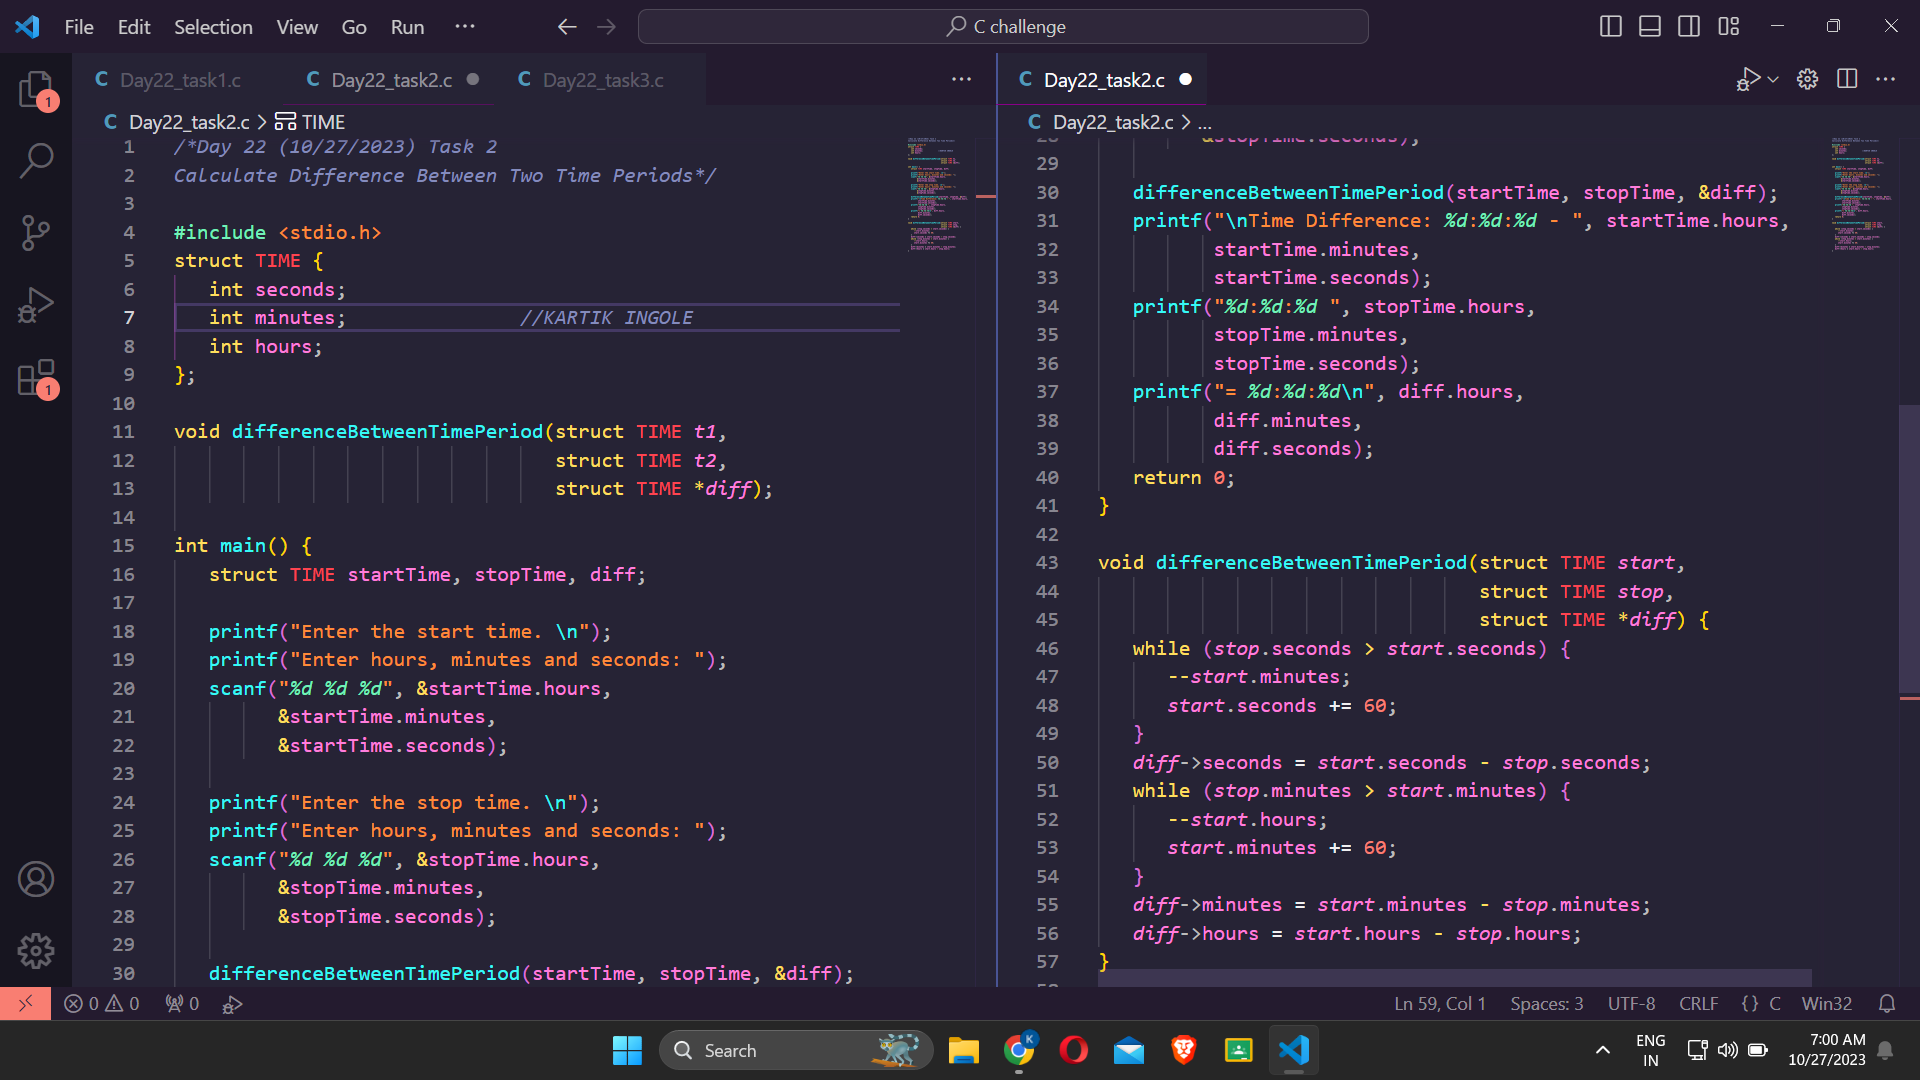 File Edit Selection View Go Run ···
C challenge
C Day22_task1.c
C Day22_task2.c
C Day22_task3.c
C Day22_task2.c > TIME
1 /*Day 22 (10/27/2023) Task 2
2 Calculate Difference Between Two Time Periods*/
3
4 #include <stdio.h>
5 struct TIME {
6 int seconds;
7 int minutes; //KARTIK INGOLE
8 int hours;
9 };
10
11 void differenceBetweenTimePeriod(struct TIME t1,
12 struct TIME t2,
13 struct TIME *diff);
14
15 int main() {
16 struct TIME startTime, stopTime, diff;
17
18 printf("Enter the start time. \n");
19 printf("Enter hours, minutes and seconds: ");
20 scanf("%d %d %d", &startTime.hours,
21 &startTime.minutes,
22 &startTime.seconds);
23
24 printf("Enter the stop time. \n");
25 printf("Enter hours, minutes and seconds: ");
26 scanf("%d %d %d", &stopTime.hours,
27 &stopTime.minutes,
28 &stopTime.seconds);
29
30 differenceBetweenTimePeriod(startTime, stopTime, &diff);
C Day22_task2.c
C Day22_task2.c > ...
28 &stopTime.seconds);
29
30 differenceBetweenTimePeriod(startTime, stopTime, &diff);
31 printf("\nTime Difference: %d:%d:%d - ", startTime.hours,
32 startTime.minutes,
33 startTime.seconds);
34 printf("%d:%d:%d ", stopTime.hours,
35 stopTime.minutes,
36 stopTime.seconds);
37 printf("= %d:%d:%d\n", diff.hours,
38 diff.minutes,
39 diff.seconds);
40 return 0;
41 }
42
43 void differenceBetweenTimePeriod(struct TIME start,
44 struct TIME stop,
45 struct TIME *diff) {
46 while (stop.seconds > start.seconds) {
47 --start.minutes;
48 start.seconds += 60;
49 }
50 diff->seconds = start.seconds - stop.seconds;
51 while (stop.minutes > start.minutes) {
52 --start.hours;
53 start.minutes += 60;
54 }
55 diff->minutes = start.minutes - stop.minutes;
56 diff->hours = start.hours - stop.hours;
57 }
1
1
0 0 0
Ln 59, Col 1 Spaces: 3 UTF-8 CRLF {} C Win32
Search
K
ENG
IN
7:00 AM
10/27/2023